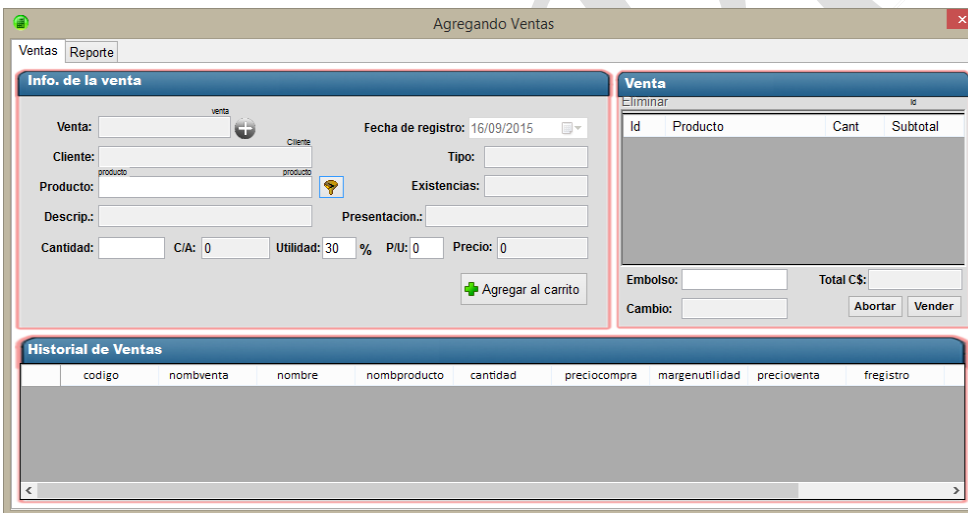 Agregando Ventas
Ventas Reporte
Info. de la venta
venta
Venta:
Fecha de registro: 16/09/2015
Cliente
Cliente:
Tipo:
producto producto
Producto:
Existencias:
Descrip.:
Presentacion.:
Cantidad: C/A: 0 Utilidad: 30 % P/U: 0 Precio: 0
Agregar al carrito
Venta
Eliminar Id
Id Producto Cant Subtotal
Embolso: Total C$:
Cambio: Abortar Vender
Historial de Ventas
codigo nombventa nombre nombproducto cantidad preciocompra margenutilidad precioventa fregistro